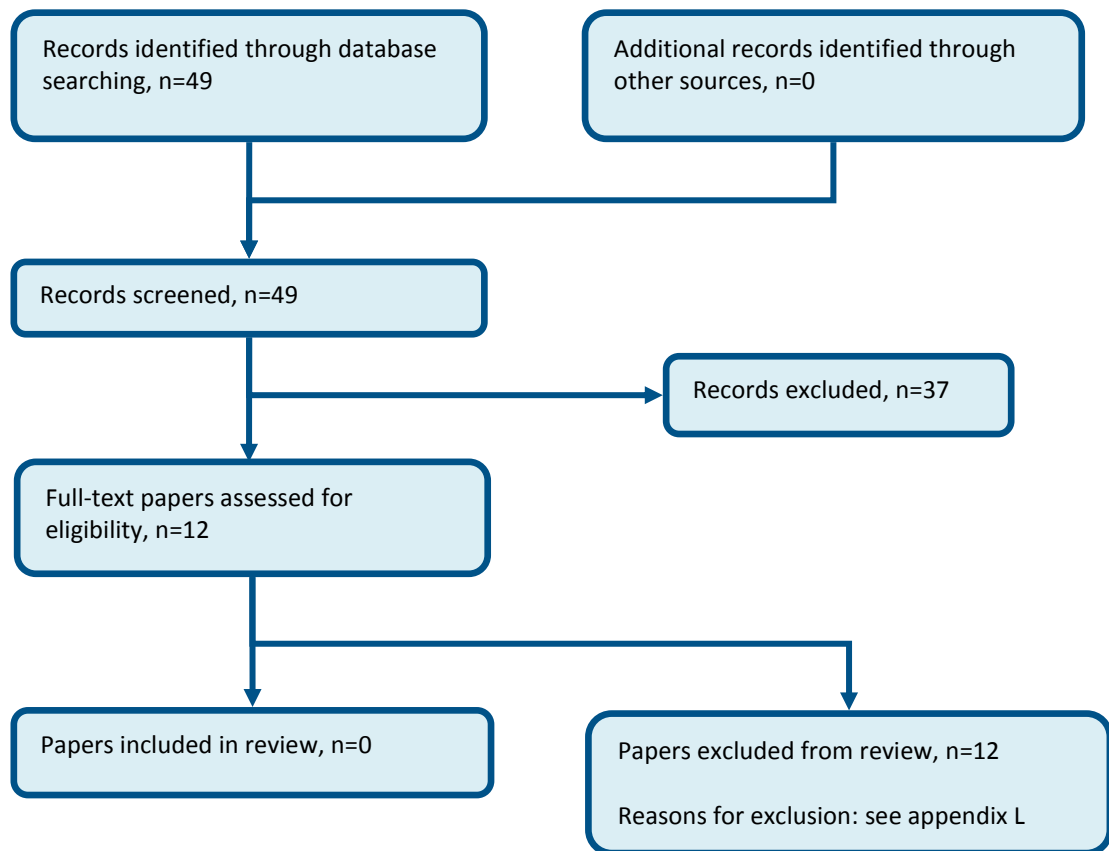 Records identified through database
searching, n=49
Additional records identified through
other sources, n=0
Records screened, n=49
Records excluded, n=37
Full-text papers assessed for
eligibility, n=12
Papers included in review, n=0
Papers excluded from review, n=12
Reasons for exclusion: see appendix L